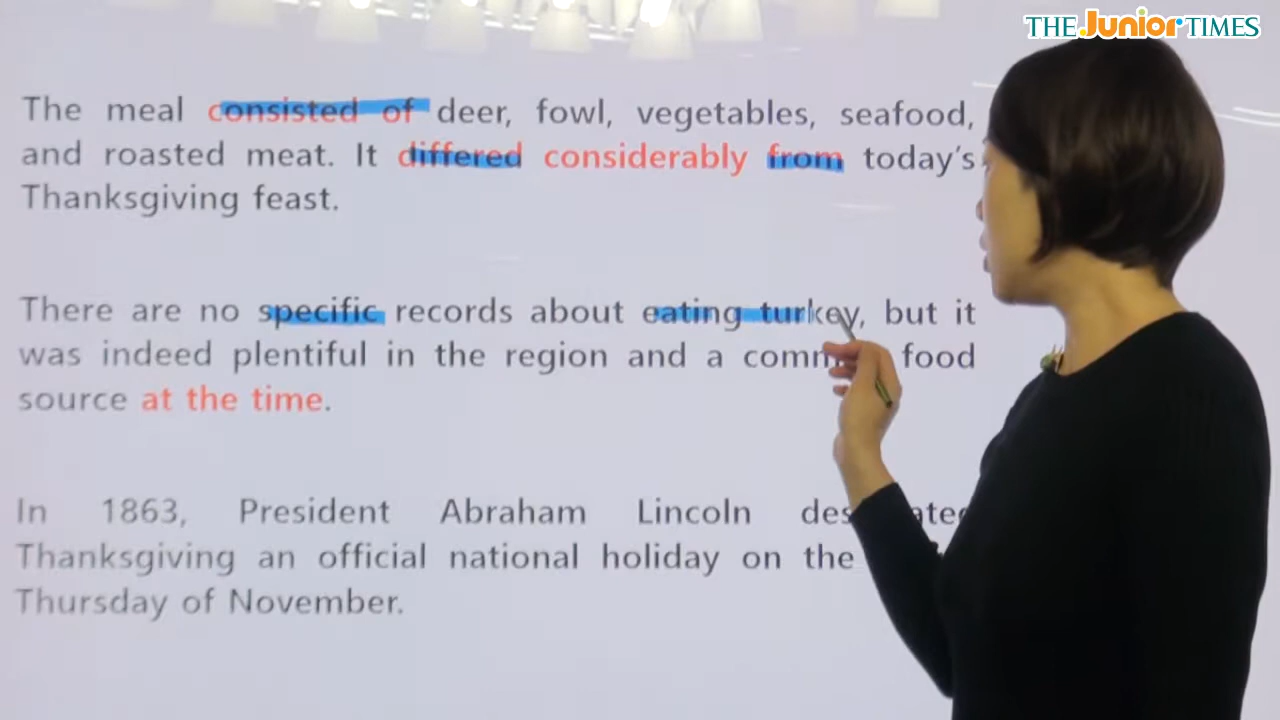 THE Junior TIMES
The meal consisted of deer, fowl, vegetables, seafood,
and roasted meat. It differed considerably from today's
Thanksgiving feast.
There are no specific records about eating turkey, but it
was indeed plentiful in the region and a food
source at the time.
In 1863, President Abraham Lincoln
Thanksgiving an official national holiday on the
Thursday of November.